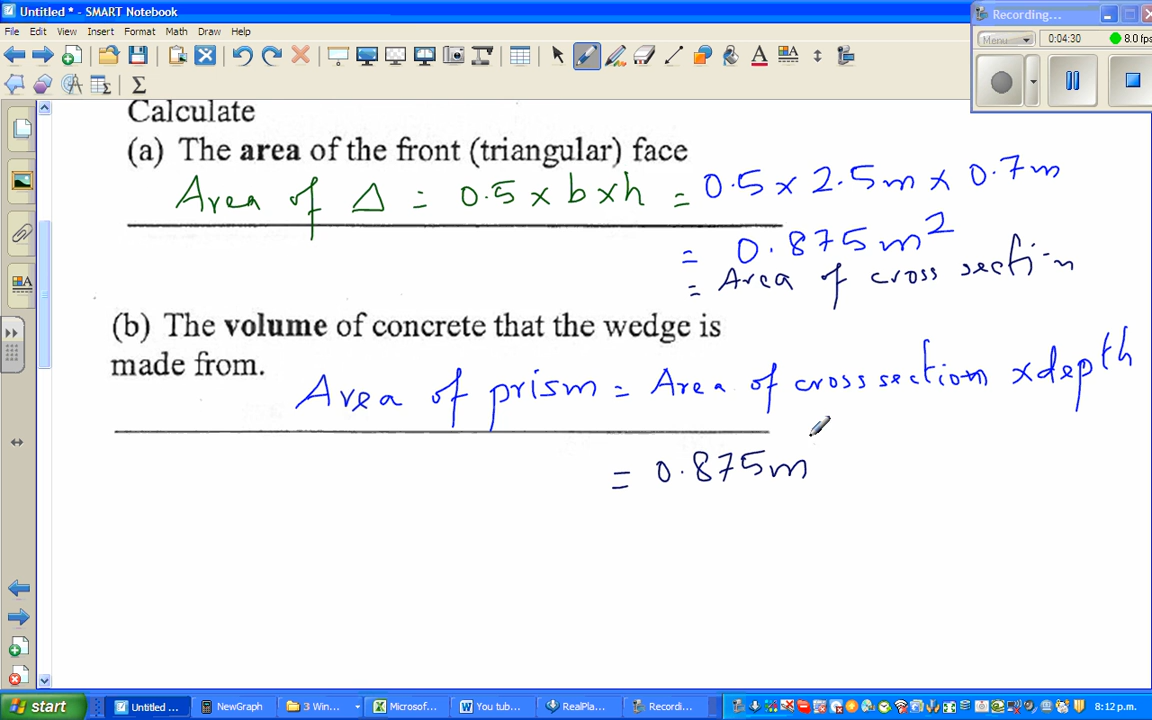 Untitled * - SMART Notebook
Recording...
File Edit View Insert Format Math Draw Help
Menu 0:04:30 8.0 fps
Calculate
(a) The area of the front (triangular) face
Area of Δ = 0.5 x b x h = 0.5 x 2.5m x 0.7m
= 0.875m²
= Area of cross section
(b) The volume of concrete that the wedge is
made from.
Area of prism = Area of cross section x depth
= 0.875m
start Untitled *... NewGraph 3 Win... Microsof... You tub... RealPla... Recordi... 8:12 p.m.